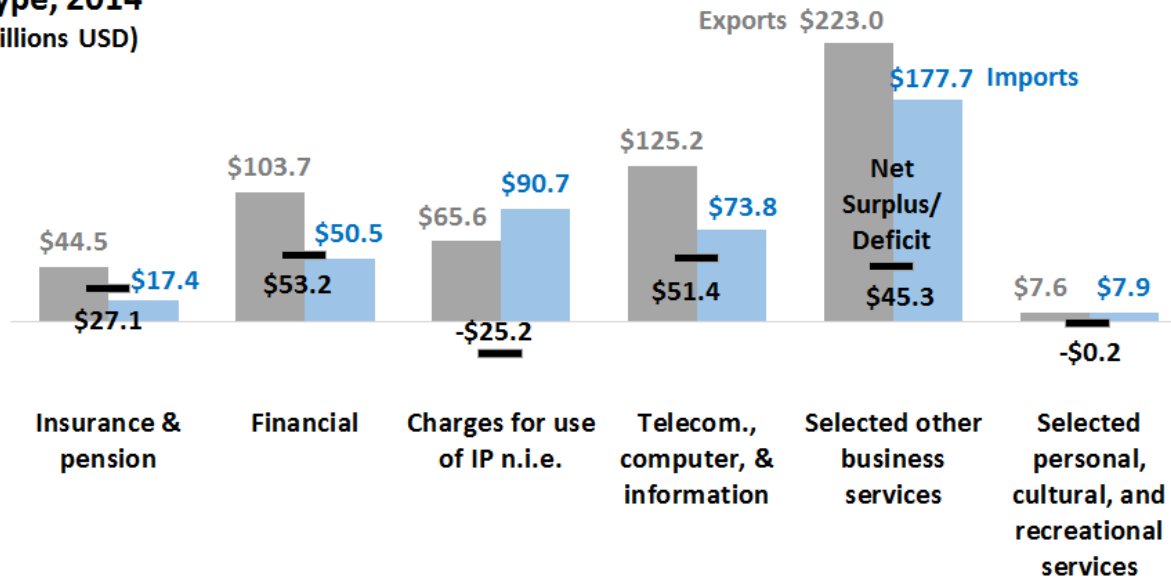 2014
USD)
Exports $223.0
$177.7 Imports
$125.2
$103.7
$90.7
Net
Surplus/
Deficit
$65.6
$73.8
$44.5
$50.5
$17.4
$53.2
$51.4
$45.3
$7.6 $7.9
$27.1
-$25.2
-$0.2
Insurance &
pension
Financial
Charges for use
of IP n.i.e.
Telecom.,
computer, &
information
Selected other
business
services
Selected
personal,
cultural, and
recreational
services